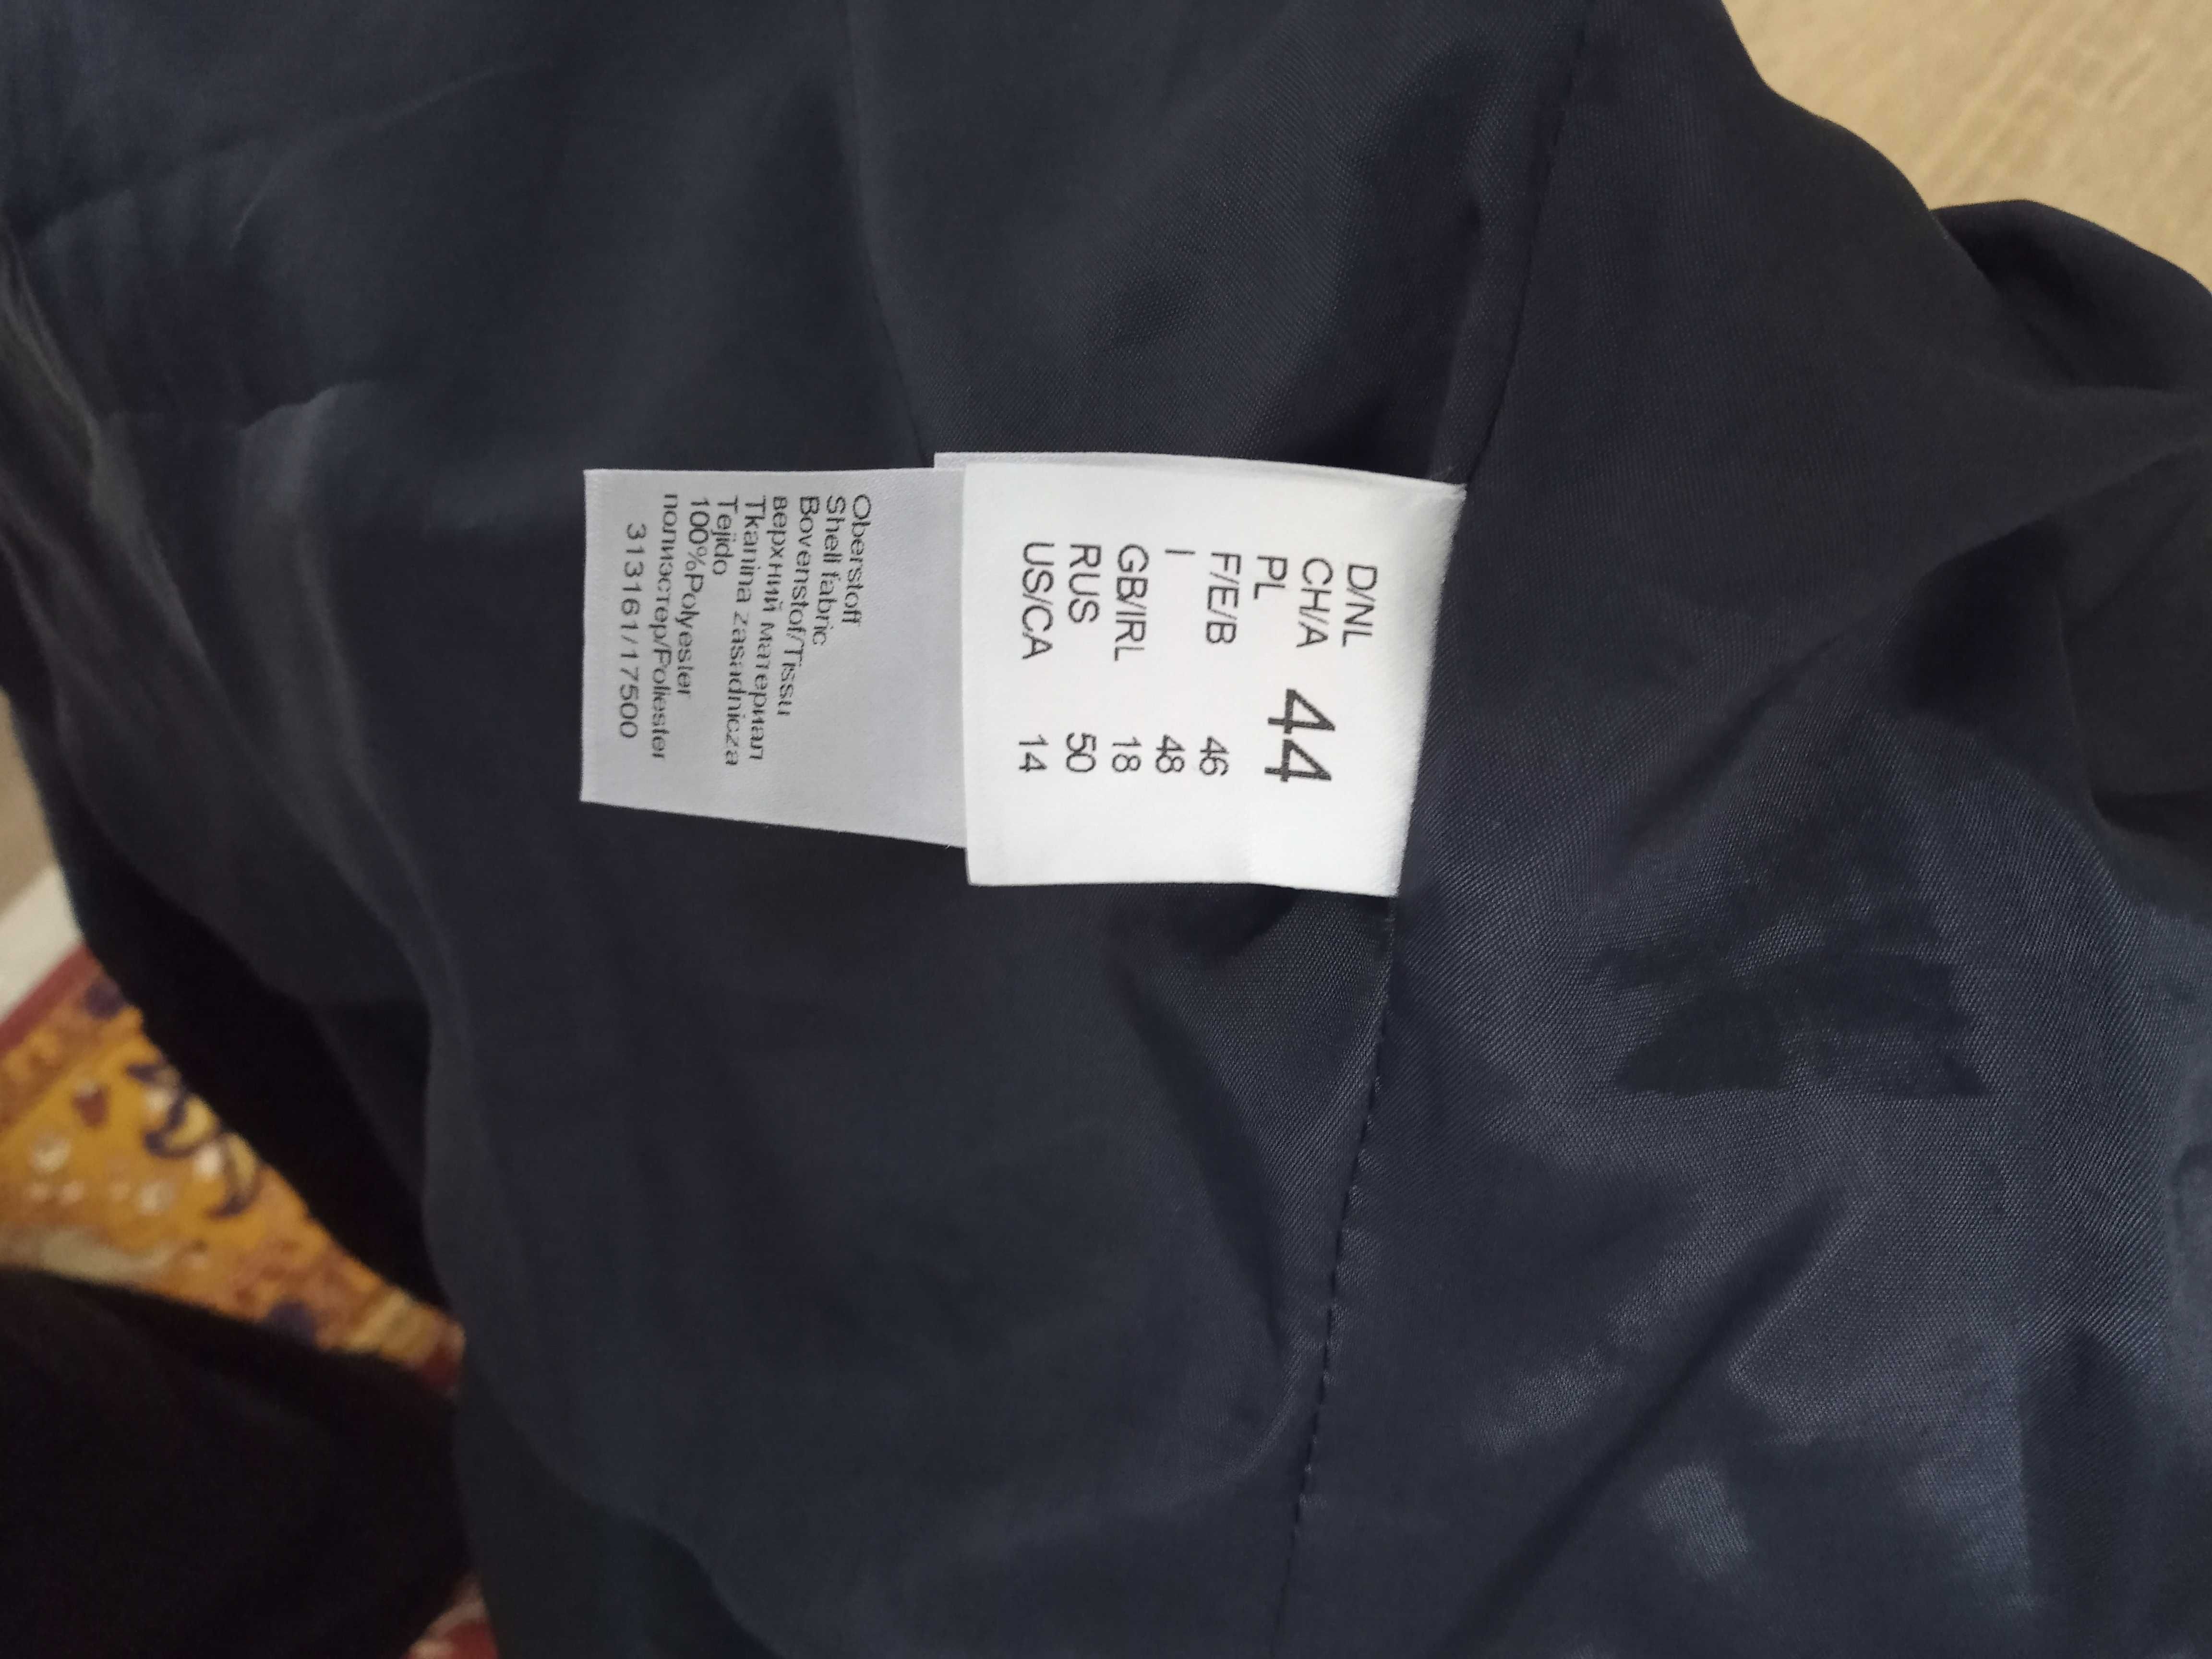 D/NL
CH/A 44
PL
F/E/B 46
I 48
GB/IRL 18
RUS 50
US/CA 14
Oberstoff
Shell fabric
Bovenstof/Tissu
верхний материал
Tkanina zasadnicza
Tejido
100%Polyester
полиэстер/Poliester
313161/17500